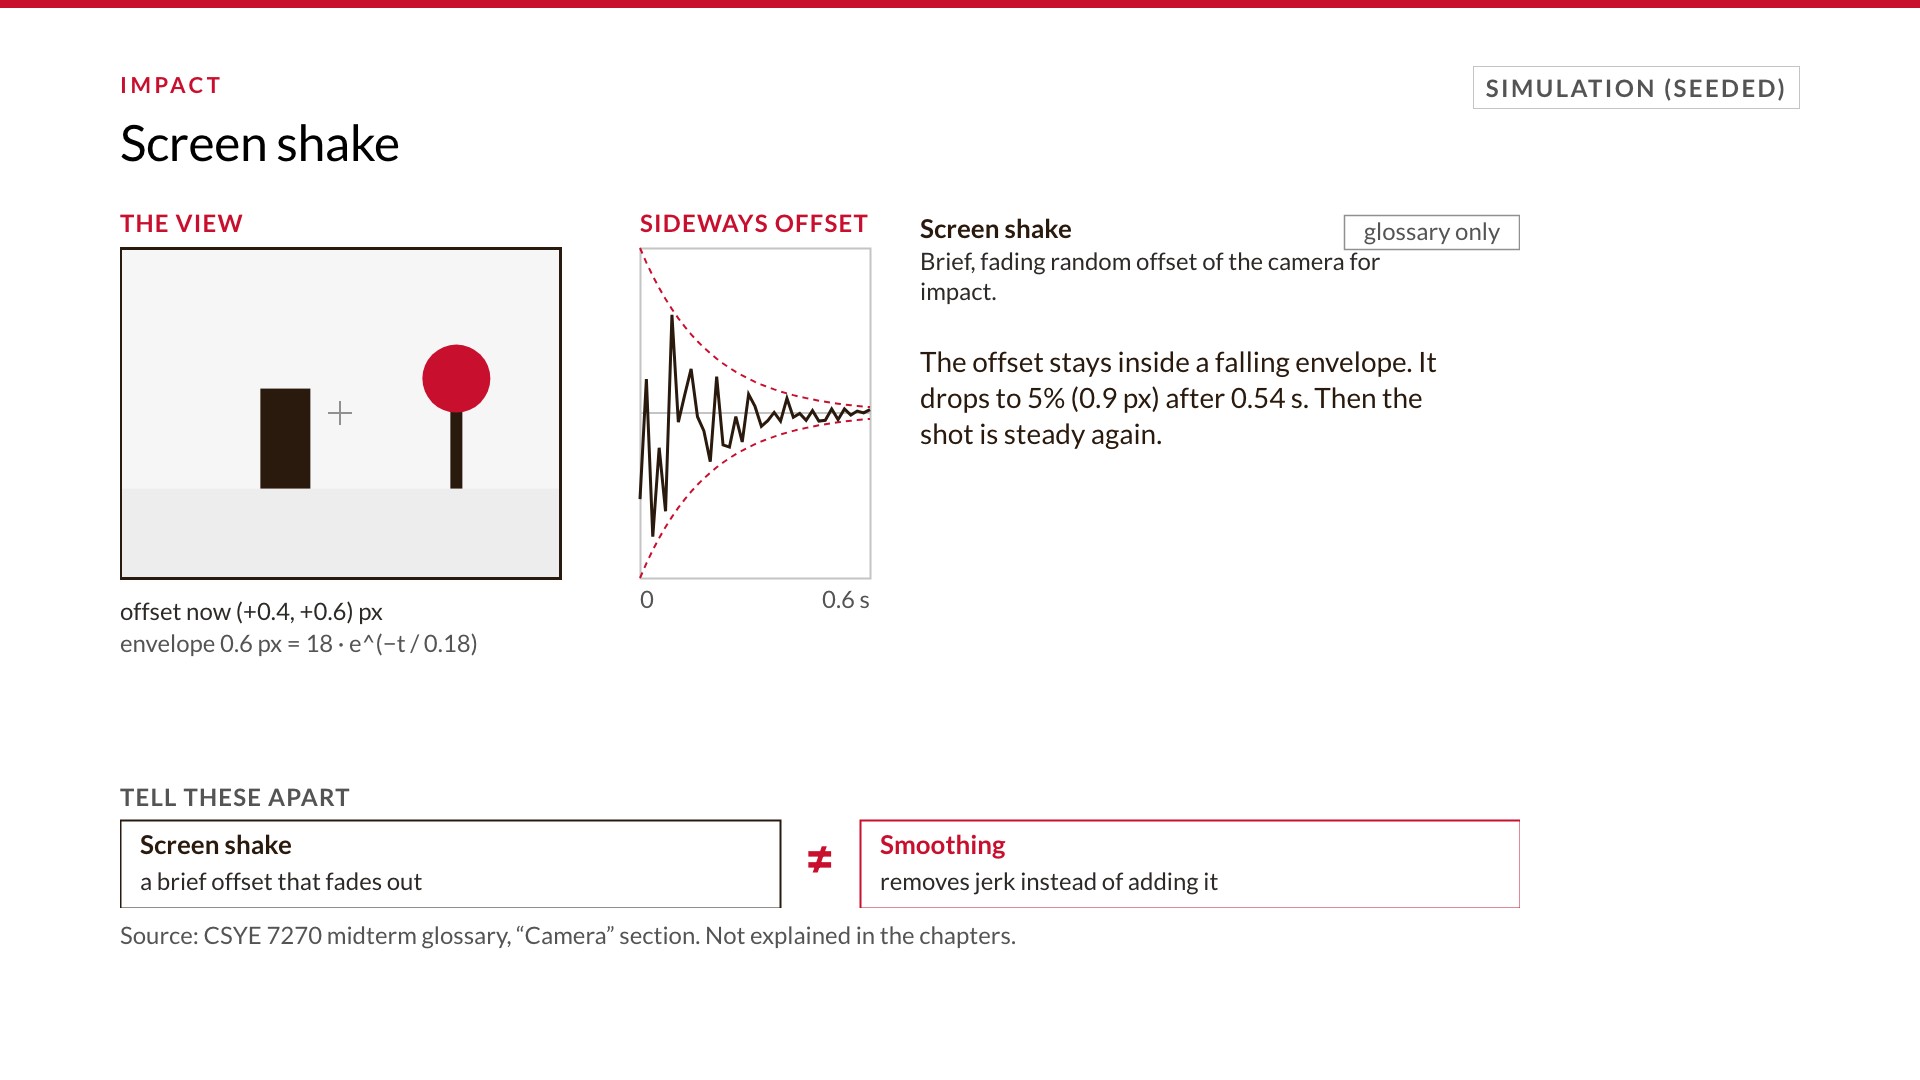 IMPACT
SIMULATION (SEEDED)
Screen shake
THE VIEW
SIDEWAYS OFFSET
Screen shake
glossary only
Brief, fading random offset of the camera for
impact.
The offset stays inside a falling envelope. It
drops to 5% (0.9 px) after 0.54 s. Then the
shot is steady again.
0
0.6 s
offset now (+0.4, +0.6) px
envelope 0.6 px = 18 · e^(−t / 0.18)
TELL THESE APART
Screen shake
a brief offset that fades out
≠
Smoothing
removes jerk instead of adding it
Source: CSYE 7270 midterm glossary, “Camera” section. Not explained in the chapters.